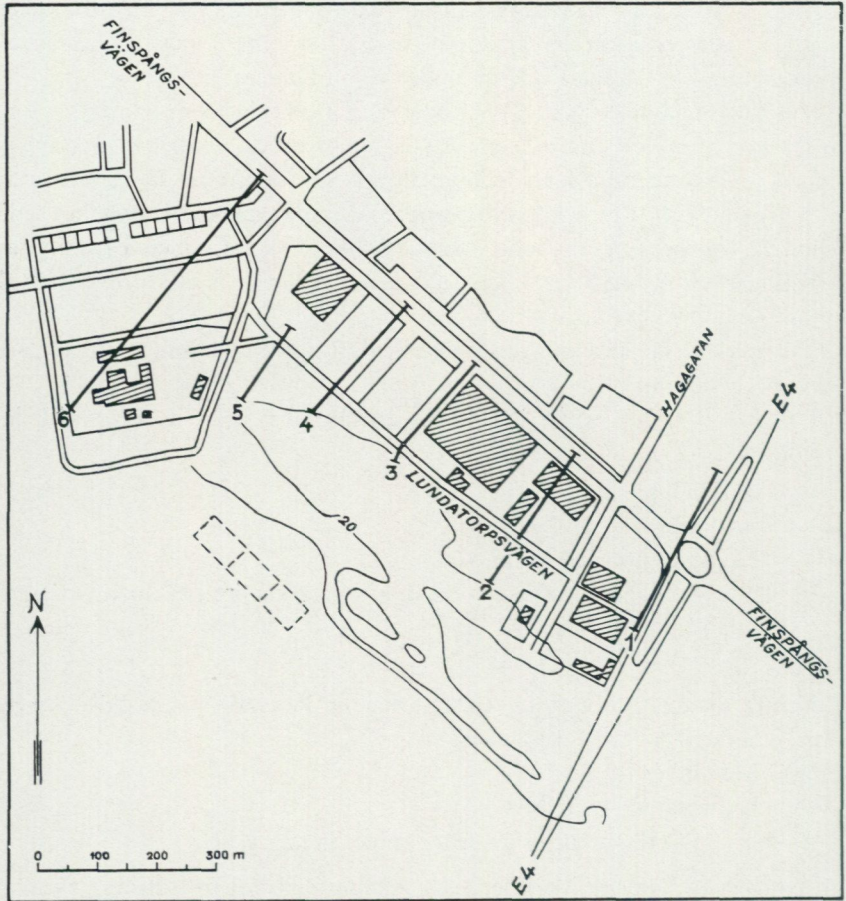 FINSPÅNGS-
VÄGEN
HAGAGATAN
E4
6
5
4
3
LUNDATORPSVÄGEN
20
2
1
N
FINSPÅNGS-
VÄGEN
0 100 200 300 m
E4